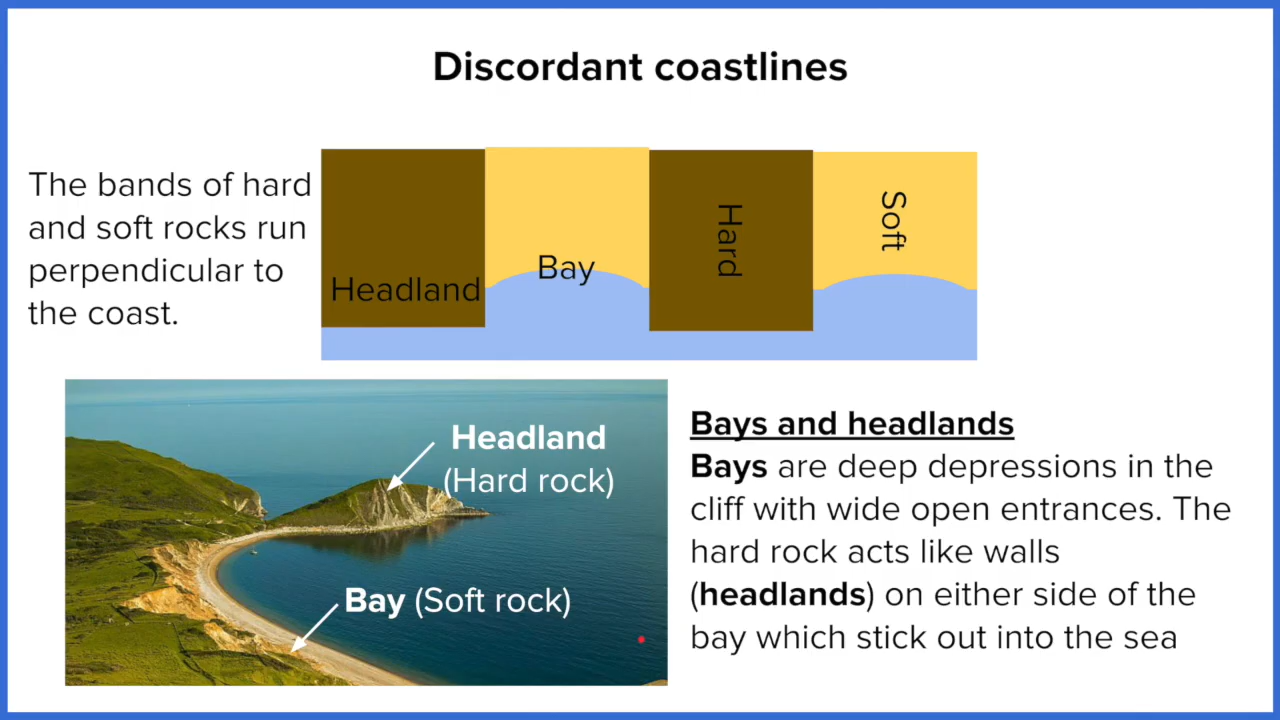 Discordant coastlines
The bands of hard
and soft rocks run
perpendicular to
the coast.
Headland
Bay
Hard
Soft
Headland
(Hard rock)
Bay (Soft rock)
Bays and headlands
Bays are deep depressions in the
cliff with wide open entrances. The
hard rock acts like walls
(headlands) on either side of the
bay which stick out into the sea